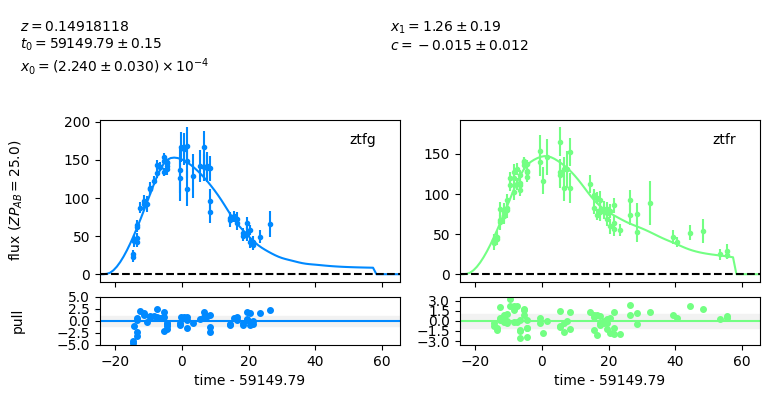 z = 0.14918118
t₀ = 59149.79 ± 0.15
x₀ = (2.240 ± 0.030) × 10⁻⁴
x₁ = 1.26 ± 0.19
c = −0.015 ± 0.012
flux (ZP_AB = 25.0)
200
150
100
50
0
ztfg
150
100
50
0
ztfr
pull
5.0
2.5
0.0
−2.5
−5.0
3.0
1.5
0.0
−1.5
−3.0
−20 0 20 40 60
−20 0 20 40 60
time - 59149.79
time - 59149.79